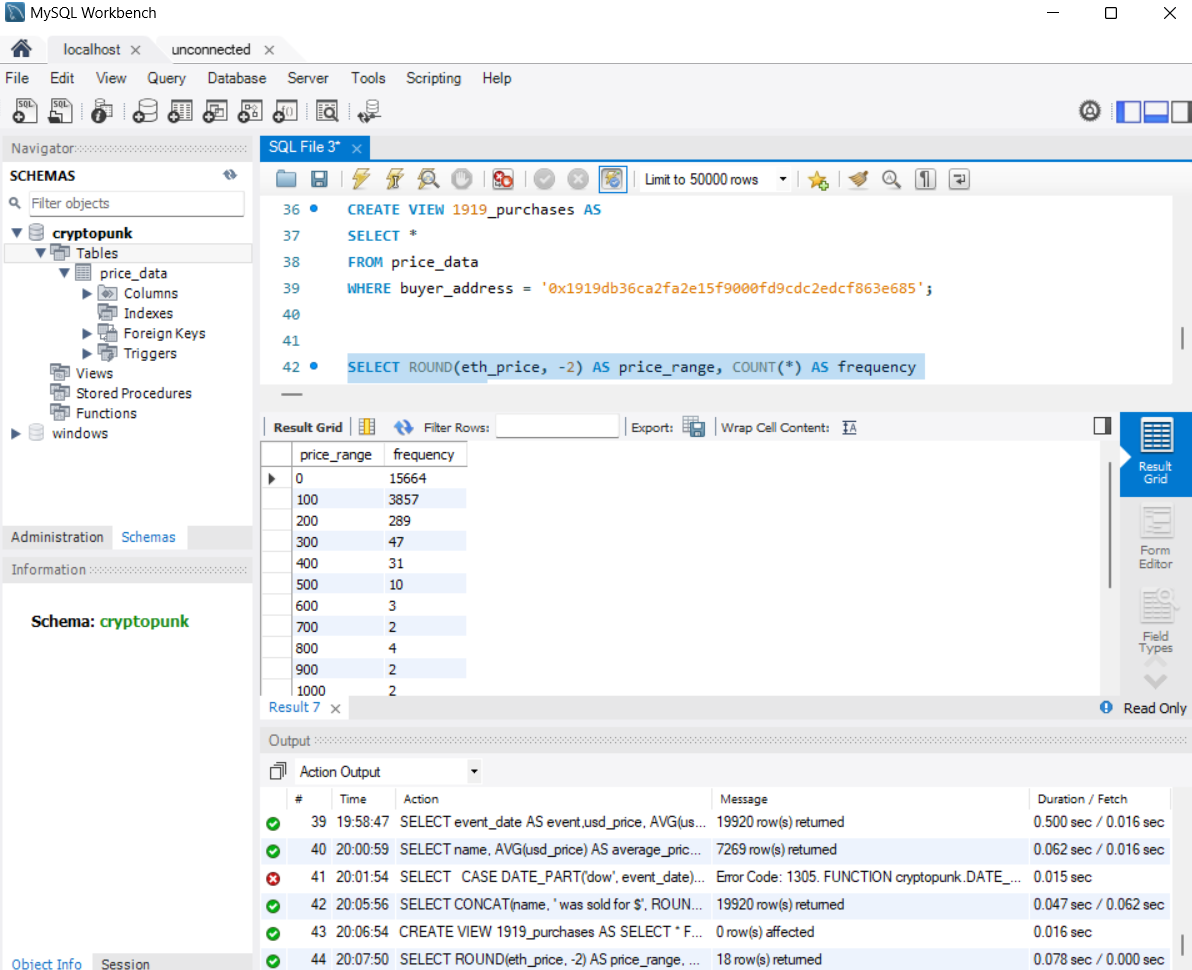 MySQL Workbench
localhost
unconnected
File Edit View Query Database Server Tools Scripting Help
Navigator
SCHEMAS
Filter objects
cryptopunk
Tables
price_data
Columns
Indexes
Foreign Keys
Triggers
Views
Stored Procedures
Functions
windows
Administration Schemas
Information
Schema: cryptopunk
Object Info Session
SQL File 3*
Limit to 50000 rows
36 CREATE VIEW 1919_purchases AS
37 SELECT *
38 FROM price_data
39 WHERE buyer_address = '0x1919db36ca2fa2e15f9000fd9cdc2edcf863e685';
40
41
42 SELECT ROUND(eth_price, -2) AS price_range, COUNT(*) AS frequency
Result Grid Filter Rows: Export: Wrap Cell Content:
price_range frequency
0 15664
100 3857
200 289
300 47
400 31
500 10
600 3
700 2
800 4
900 2
1000 2
Result
Grid
Form
Editor
Field
Types
Result 7
Read Only
Output
Action Output
# Time Action Message Duration / Fetch
39 19:58:47 SELECT event_date AS event,usd_price, AVG(us... 19920 row(s) returned 0.500 sec / 0.016 sec
40 20:00:59 SELECT name, AVG(usd_price) AS average_pric... 7269 row(s) returned 0.062 sec / 0.016 sec
41 20:01:54 SELECT CASE DATE_PART('dow', event_date)... Error Code: 1305. FUNCTION cryptopunk.DATE_... 0.015 sec
42 20:05:56 SELECT CONCAT(name, ' was sold for $', ROUN... 19920 row(s) returned 0.047 sec / 0.062 sec
43 20:06:54 CREATE VIEW 1919_purchases AS SELECT * F... 0 row(s) affected 0.016 sec
44 20:07:50 SELECT ROUND(eth_price, -2) AS price_range, ... 18 row(s) returned 0.078 sec / 0.000 sec